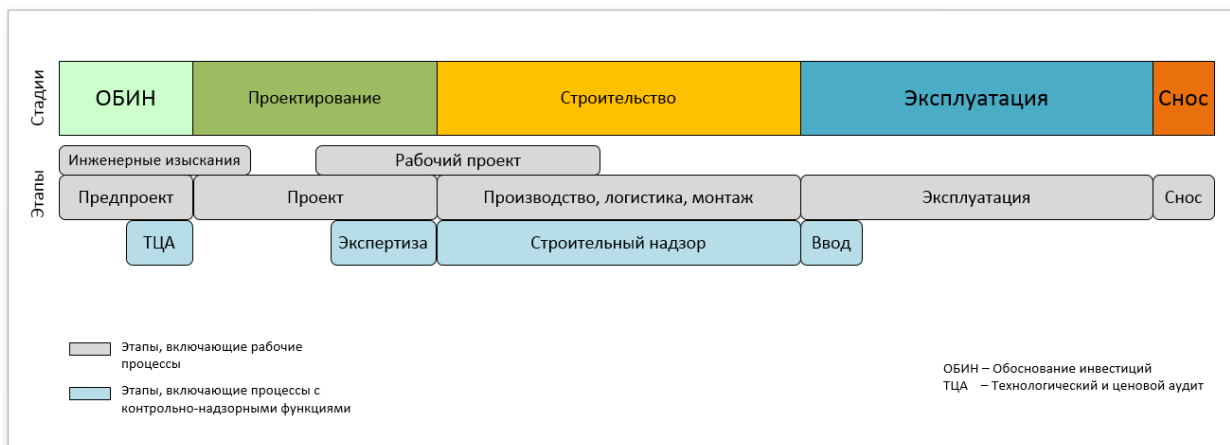 Стадии
ОБИН
Проектирование
Строительство
Эксплуатация
Снос
Этапы
Инженерные изыскания
Рабочий проект
Предпроект
Проект
Производство, логистика, монтаж
Эксплуатация
Снос
ТЦА
Экспертиза
Строительный надзор
Ввод
Этапы, включающие рабочие
процессы
Этапы, включающие процессы с
контрольно-надзорными функциями
ОБИН – Обоснование инвестиций
ТЦА – Технологический и ценовой аудит